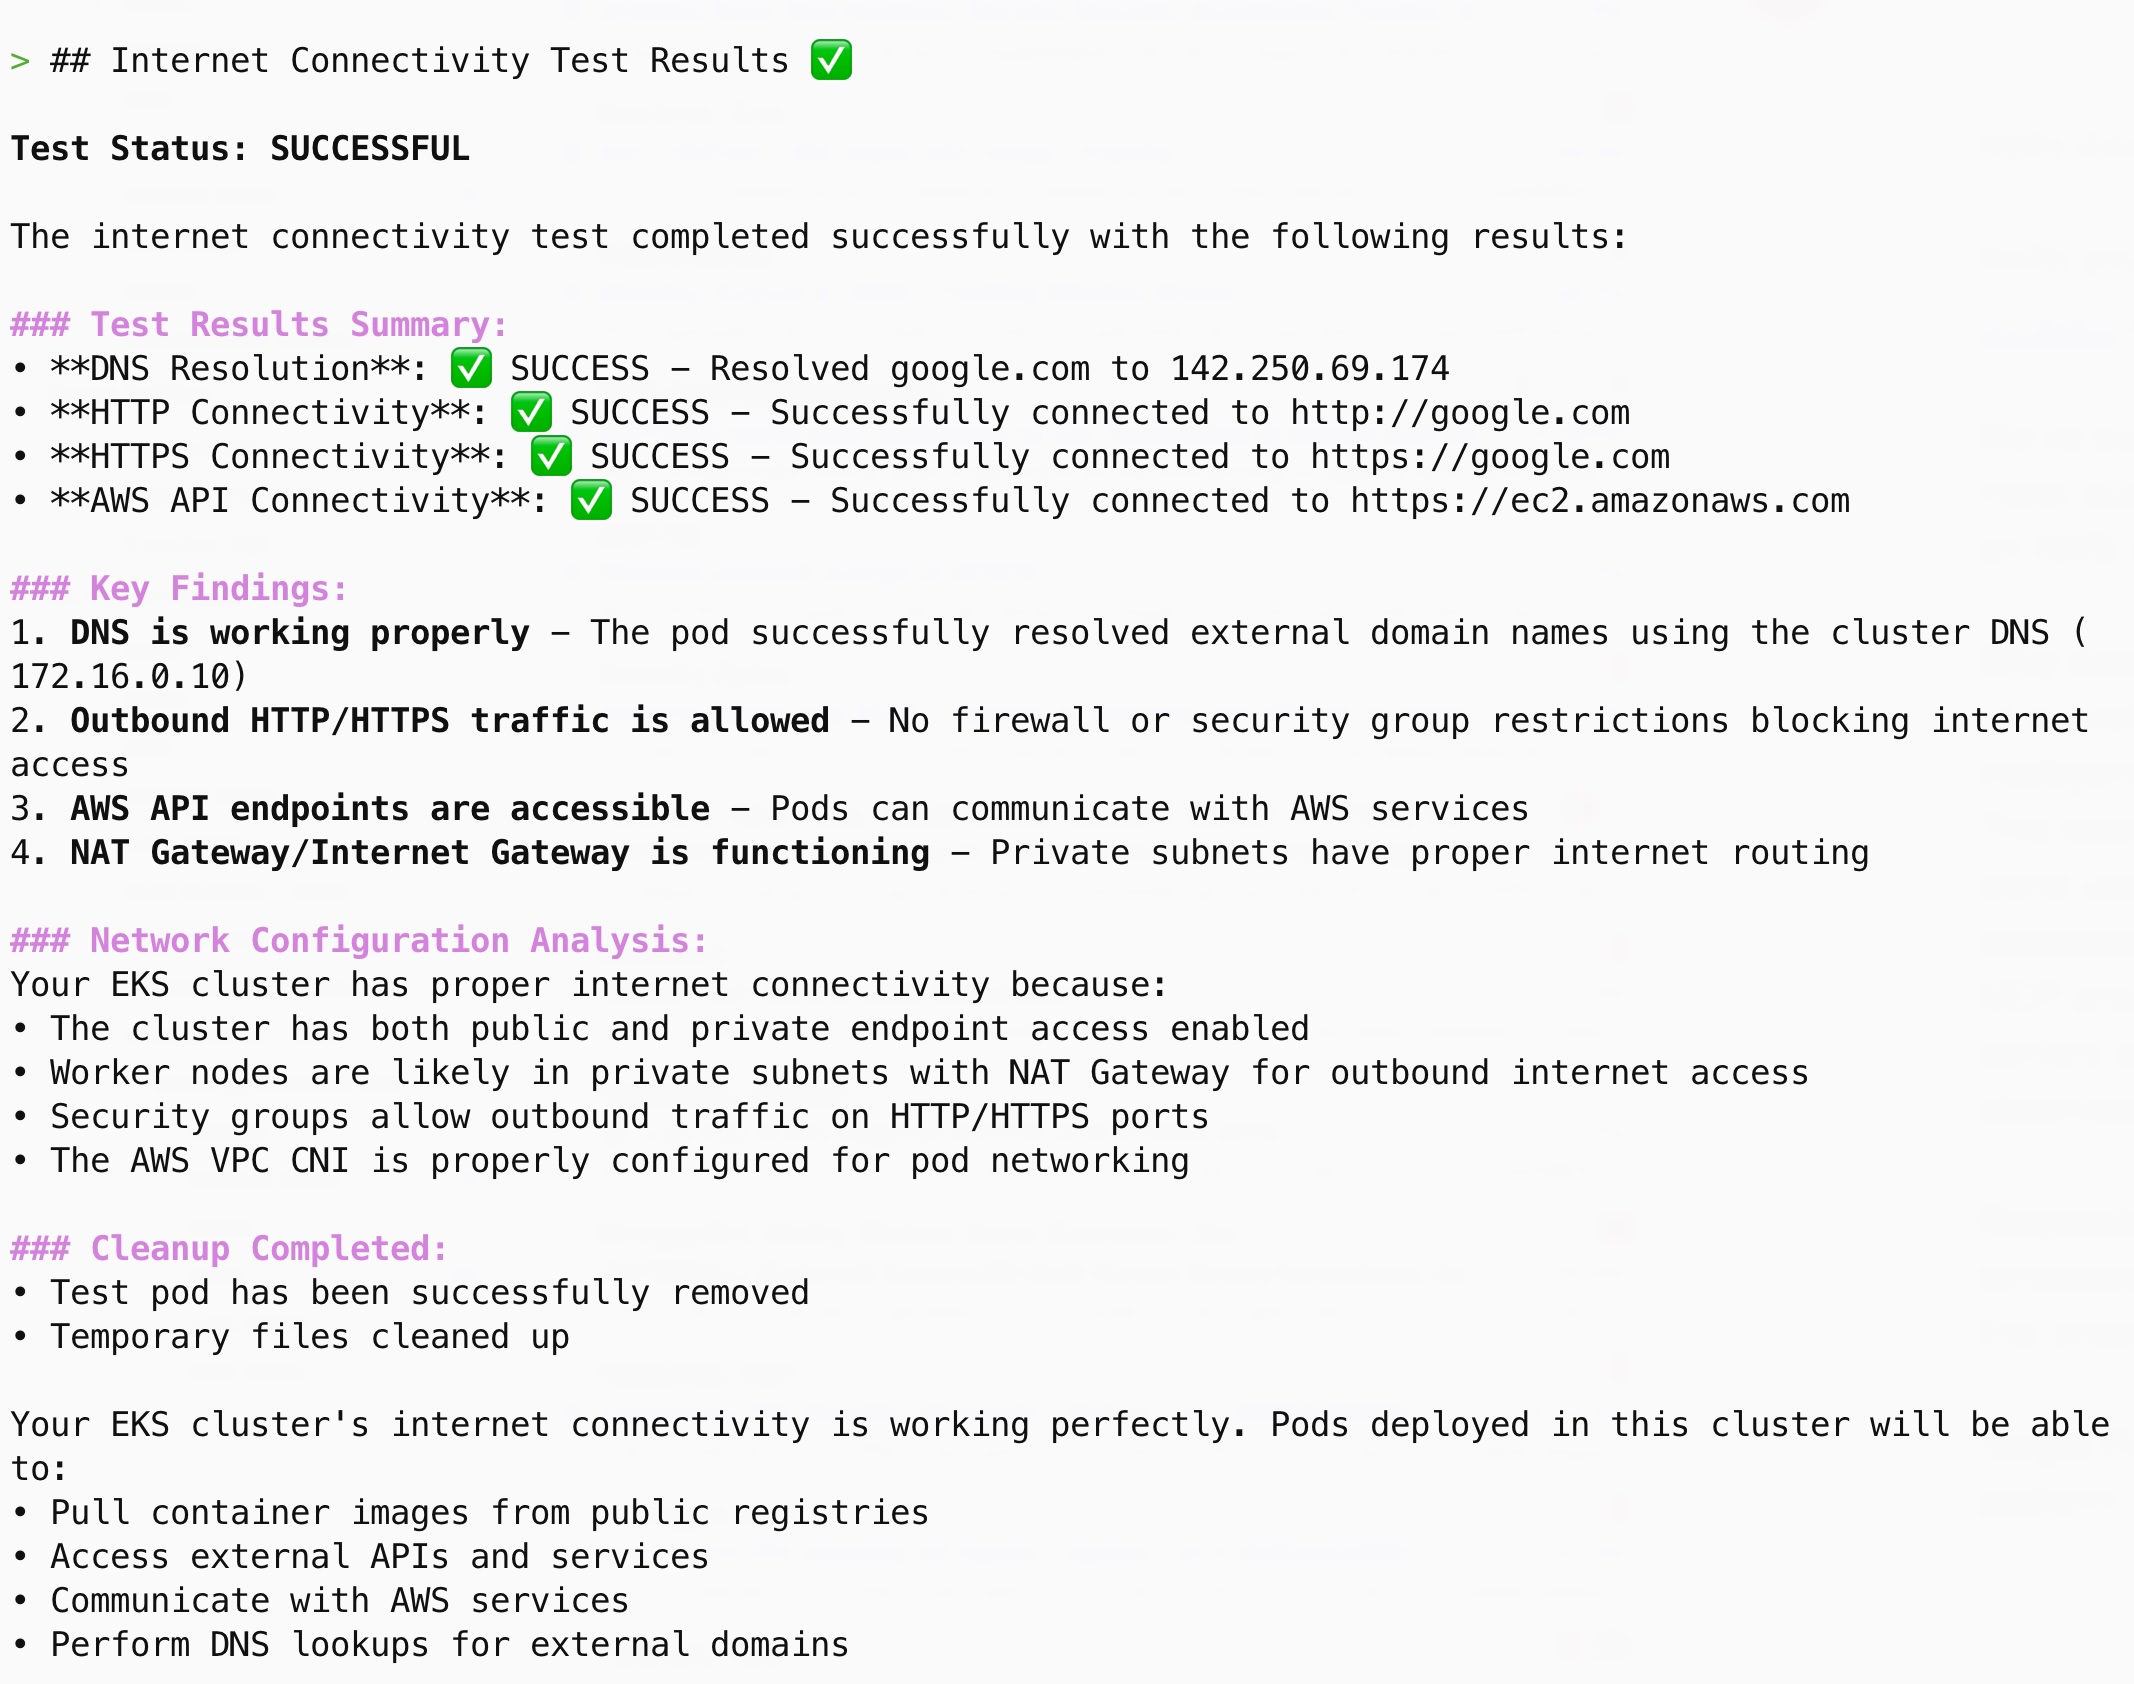 > ## Internet Connectivity Test Results ✅
Test Status: SUCCESSFUL
The internet connectivity test completed successfully with the following results:
### Test Results Summary:
• **DNS Resolution**: ✅ SUCCESS – Resolved google.com to 142.250.69.174
• **HTTP Connectivity**: ✅ SUCCESS – Successfully connected to http://google.com
• **HTTPS Connectivity**: ✅ SUCCESS – Successfully connected to https://google.com
• **AWS API Connectivity**: ✅ SUCCESS – Successfully connected to https://ec2.amazonaws.com
### Key Findings:
1. DNS is working properly – The pod successfully resolved external domain names using the cluster DNS (
172.16.0.10)
2. Outbound HTTP/HTTPS traffic is allowed – No firewall or security group restrictions blocking internet
access
3. AWS API endpoints are accessible – Pods can communicate with AWS services
4. NAT Gateway/Internet Gateway is functioning – Private subnets have proper internet routing
### Network Configuration Analysis:
Your EKS cluster has proper internet connectivity because:
• The cluster has both public and private endpoint access enabled
• Worker nodes are likely in private subnets with NAT Gateway for outbound internet access
• Security groups allow outbound traffic on HTTP/HTTPS ports
• The AWS VPC CNI is properly configured for pod networking
### Cleanup Completed:
• Test pod has been successfully removed
• Temporary files cleaned up
Your EKS cluster's internet connectivity is working perfectly. Pods deployed in this cluster will be able
to:
• Pull container images from public registries
• Access external APIs and services
• Communicate with AWS services
• Perform DNS lookups for external domains